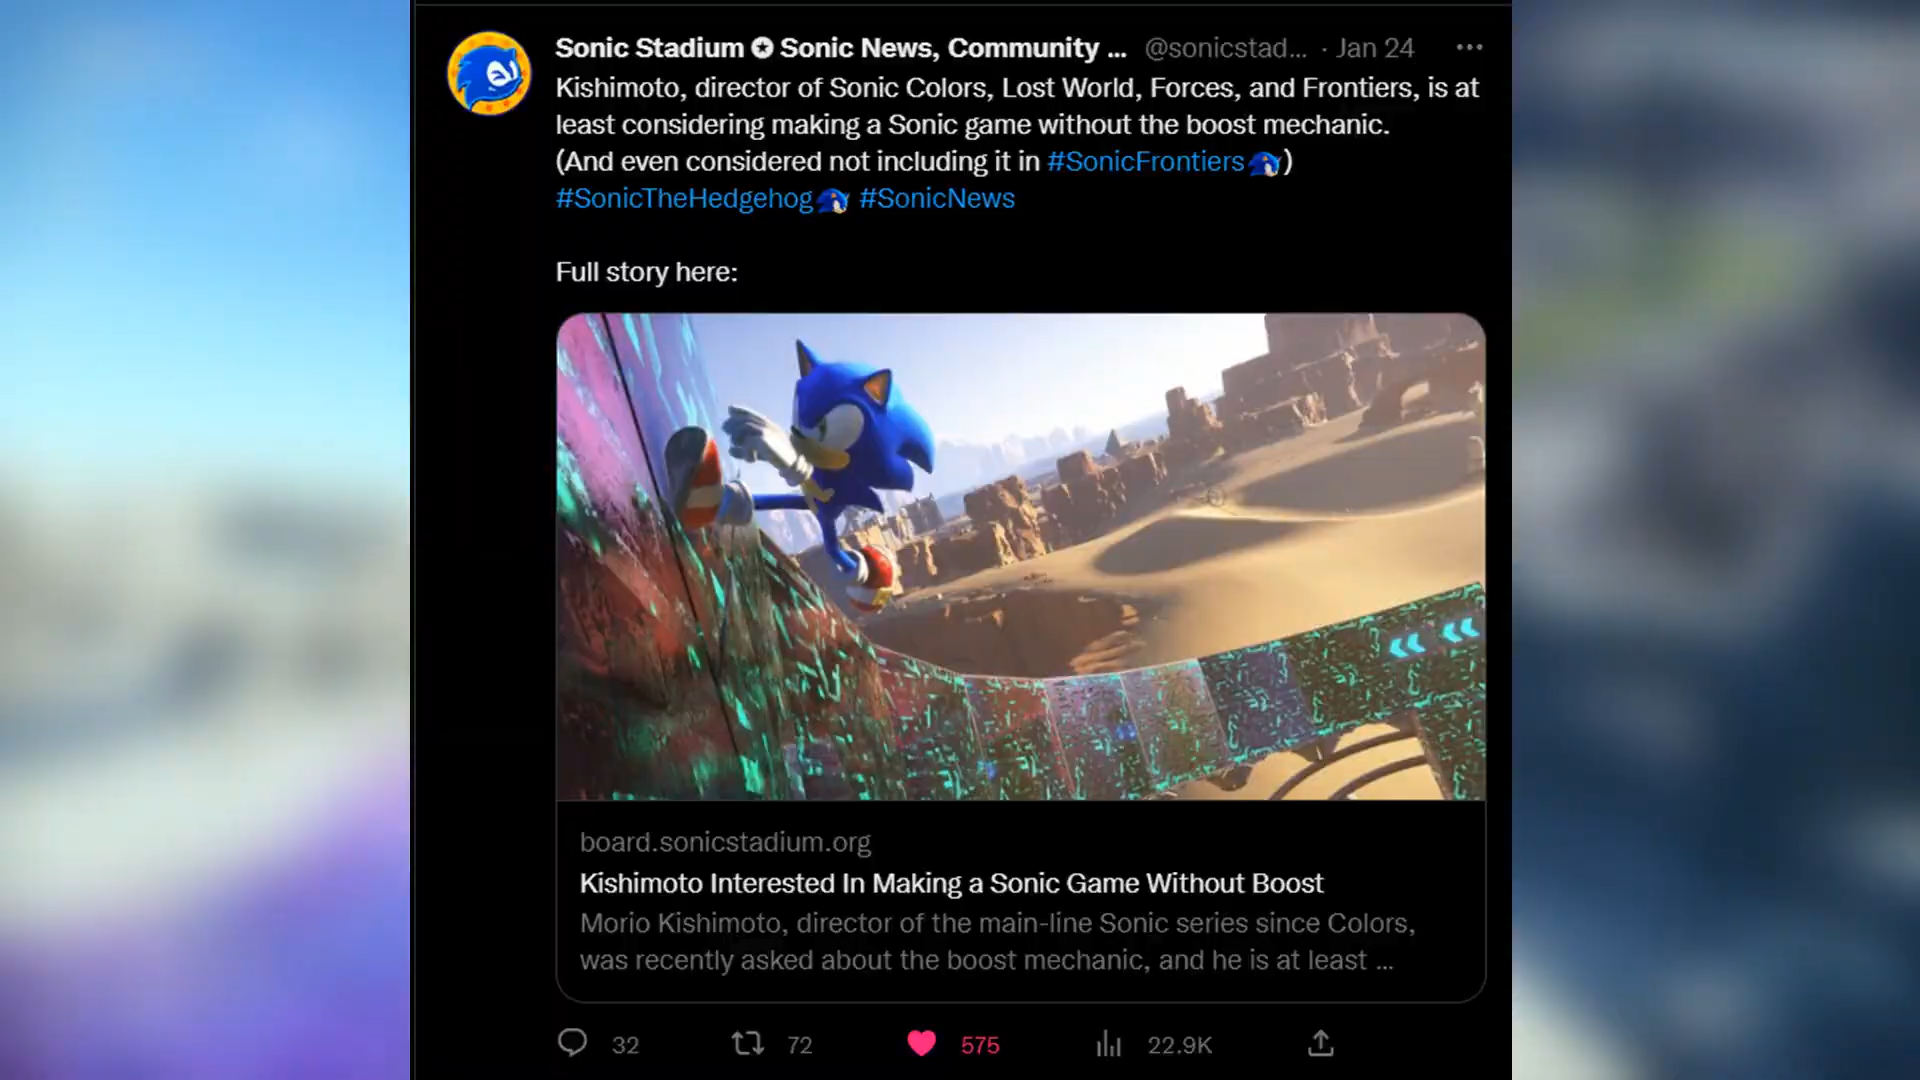 Sonic Stadium ✪ Sonic News, Community ... @sonicstad... · Jan 24
Kishimoto, director of Sonic Colors, Lost World, Forces, and Frontiers, is at
least considering making a Sonic game without the boost mechanic.
(And even considered not including it in #SonicFrontiers)
#SonicTheHedgehog #SonicNews
Full story here:
board.sonicstadium.org
Kishimoto Interested In Making a Sonic Game Without Boost
Morio Kishimoto, director of the main-line Sonic series since Colors,
was recently asked about the boost mechanic, and he is at least ...
32 72 575 22.9K